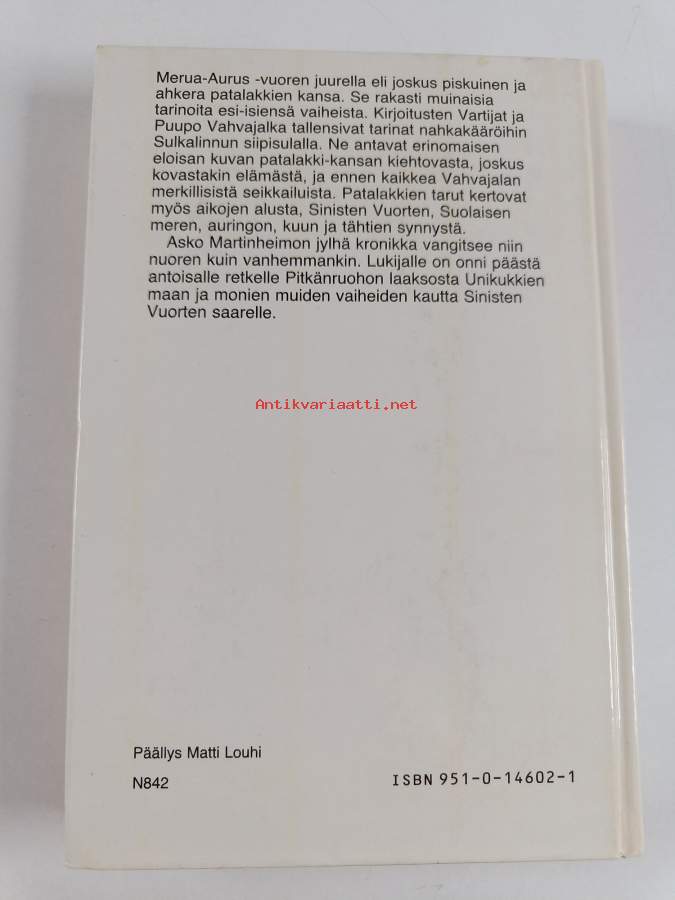 Merua-Aurus -vuoren juurella eli joskus piskuinen ja
ahkera patalakkien kansa. Se rakasti muinaisia
tarinoita esi-isiensä vaiheista. Kirjoitusten Vartijat ja
Puupo Vahvajalka tallensivat tarinat nahkakääröihin
Sulkalinnun siipisulalla. Ne antavat erinomaisen
eloisan kuvan patalakki-kansan kiehtovasta, joskus
kovastakin elämästä, ja ennen kaikkea Vahvajalan
merkillisistä seikkailuista. Patalakkien tarut kertovat
myös aikojen alusta, Sinisten Vuorten, Suolaisen
meren, auringon, kuun ja tähtien synnystä.
Asko Martinheimon jylhä kronikka vangitsee niin
nuoren kuin vanhemmankin. Lukijalle on onni päästä
antoisalle retkelle Pitkänruohon laaksosta Unikukkien
maan ja monien muiden vaiheiden kautta Sinisten
Vuorten saarelle.
Antikvariaatti.net
Päällys Matti Louhi
N842
ISBN 951-0-14602-1